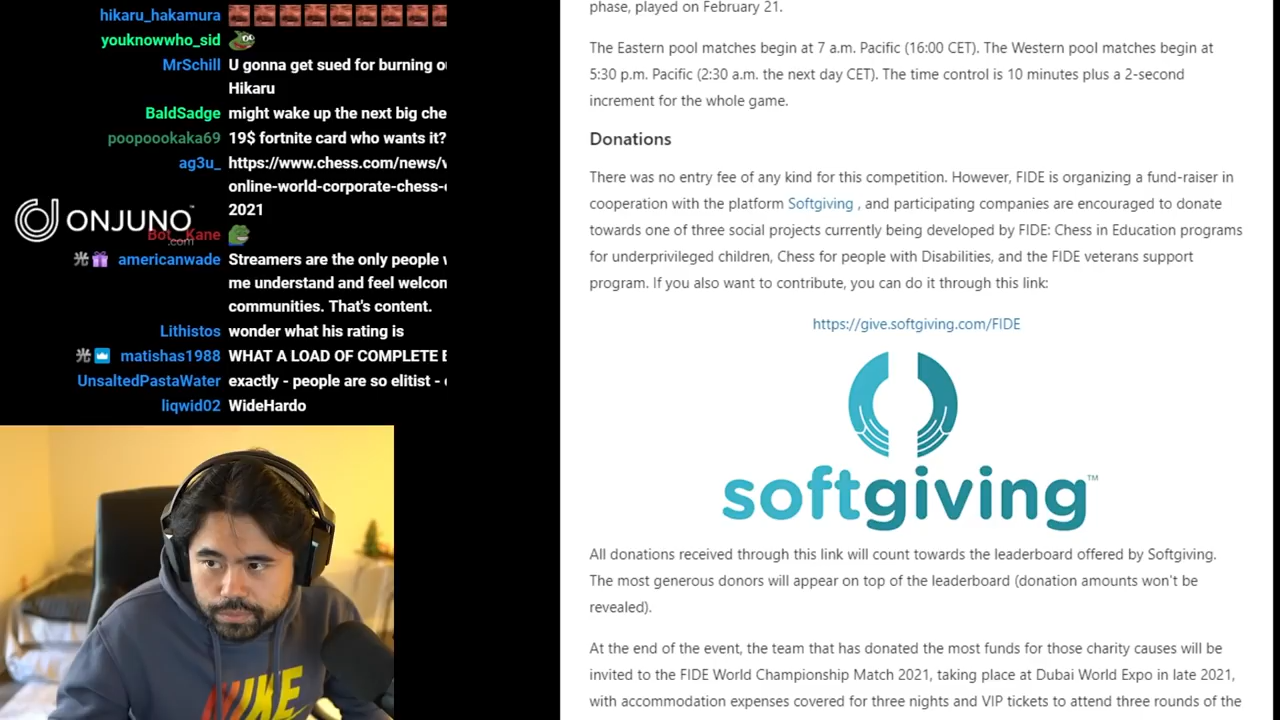 hikaru_hakamura
youknowwho_sid
MrSchill U gonna get sued for burning
Hikaru
BaldSadge might wake up the next big
poopoookaka69 19$ fortnite card who wants it?
ag3u_ https://www.chess.com/news/
online-world-corporate-chess-
2021
ONJUNO™
.com
Bot__Kane
光 americanwade Streamers are the only people
me understand and feel
communities. That's content.
Lithistos wonder what his rating is
光 matishas1988 WHAT A LOAD OF COMPLETE
UnsaltedPastaWater exactly - people are so elitist -
liqwid02 WideHardo
NIKE
phase, played on February 21.
The Eastern pool matches begin at 7 a.m. Pacific (16:00 CET). The Western pool matches begin at
5:30 p.m. Pacific (2:30 a.m. the next day CET). The time control is 10 minutes plus a 2-second
increment for the whole game.
Donations
There was no entry fee of any kind for this competition. However, FIDE is organizing a fund-raiser in
cooperation with the platform Softgiving , and participating companies are encouraged to donate
towards one of three social projects currently being developed by FIDE: Chess in Education programs
for underprivileged children, Chess for people with Disabilities, and the FIDE veterans support
program. If you also want to contribute, you can do it through this link:
https://give.softgiving.com/FIDE
softgiving™
All donations received through this link will count towards the leaderboard offered by Softgiving.
The most generous donors will appear on top of the leaderboard (donation amounts won't be
revealed).
At the end of the event, the team that has donated the most funds for those charity causes will be
invited to the FIDE World Championship Match 2021, taking place at Dubai World Expo in late 2021,
with accommodation expenses covered for three nights and VIP tickets to attend three rounds of the